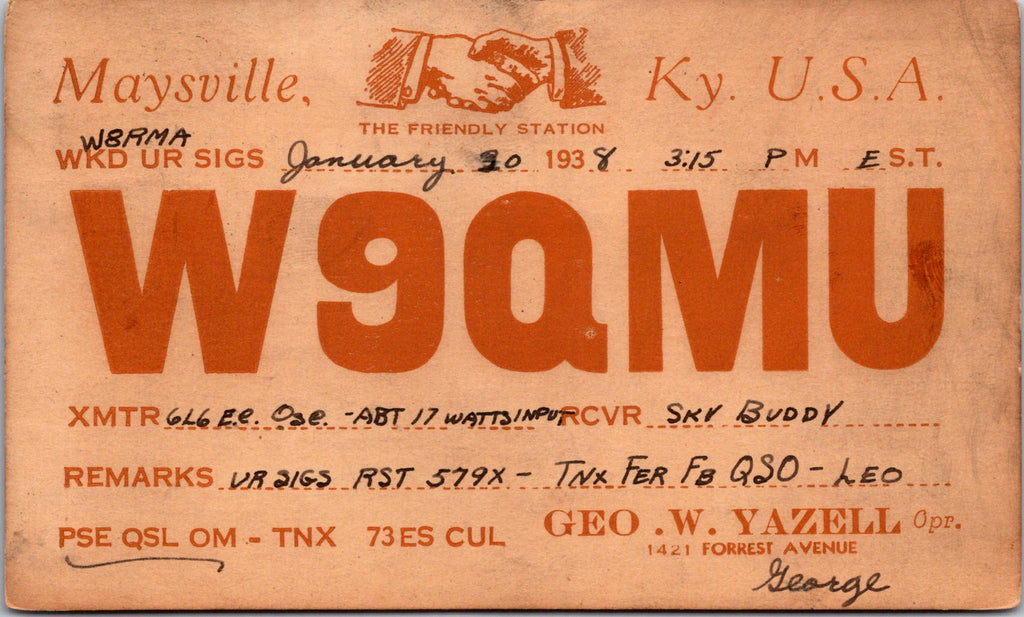 Maysville, Ky. U.S.A.
THE FRIENDLY STATION
W8RMA
WKD UR SIGS January 30 1938 3:15 PM E S.T.
W9QMU
XMTR 6L6 E.C. Osc. - ABT 17 WATTS INPUT RCVR SKY BUDDY
REMARKS UR SIGS RST 579X - TNX FER FB QSO - LEO
PSE QSL OM - TNX 73 ES CUL GEO. W. YAZELL Opr.
1421 FORREST AVENUE
George